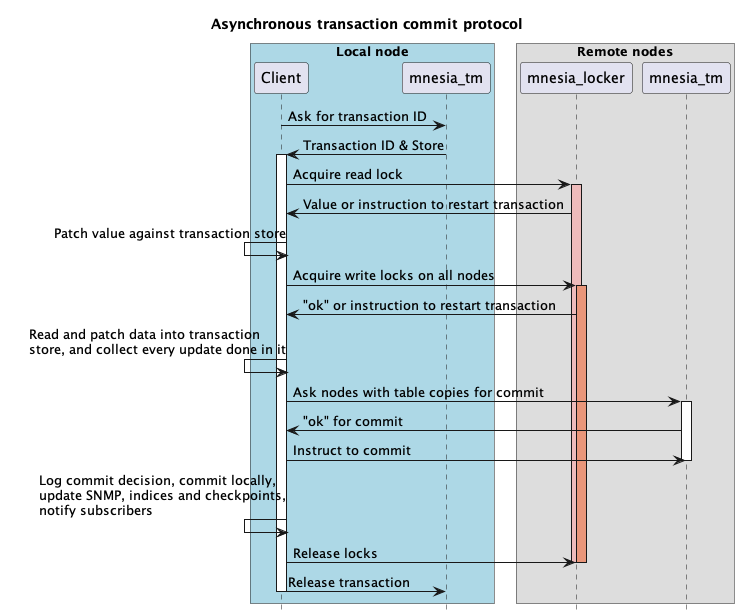 Asynchronous transaction commit protocol
Local node
Remote nodes
Client
mnesia_tm
mnesia_locker
mnesia_tm
Ask for transaction ID
Transaction ID & Store
Acquire read lock
Value or instruction to restart transaction
Patch value against transaction store
Acquire write locks on all nodes
"ok" or instruction to restart transaction
Read and patch data into transaction
store, and collect every update done in it
Ask nodes with table copies for commit
"ok" for commit
Instruct to commit
Log commit decision, commit locally,
update SNMP, indices and checkpoints,
notify subscribers
Release locks
Release transaction